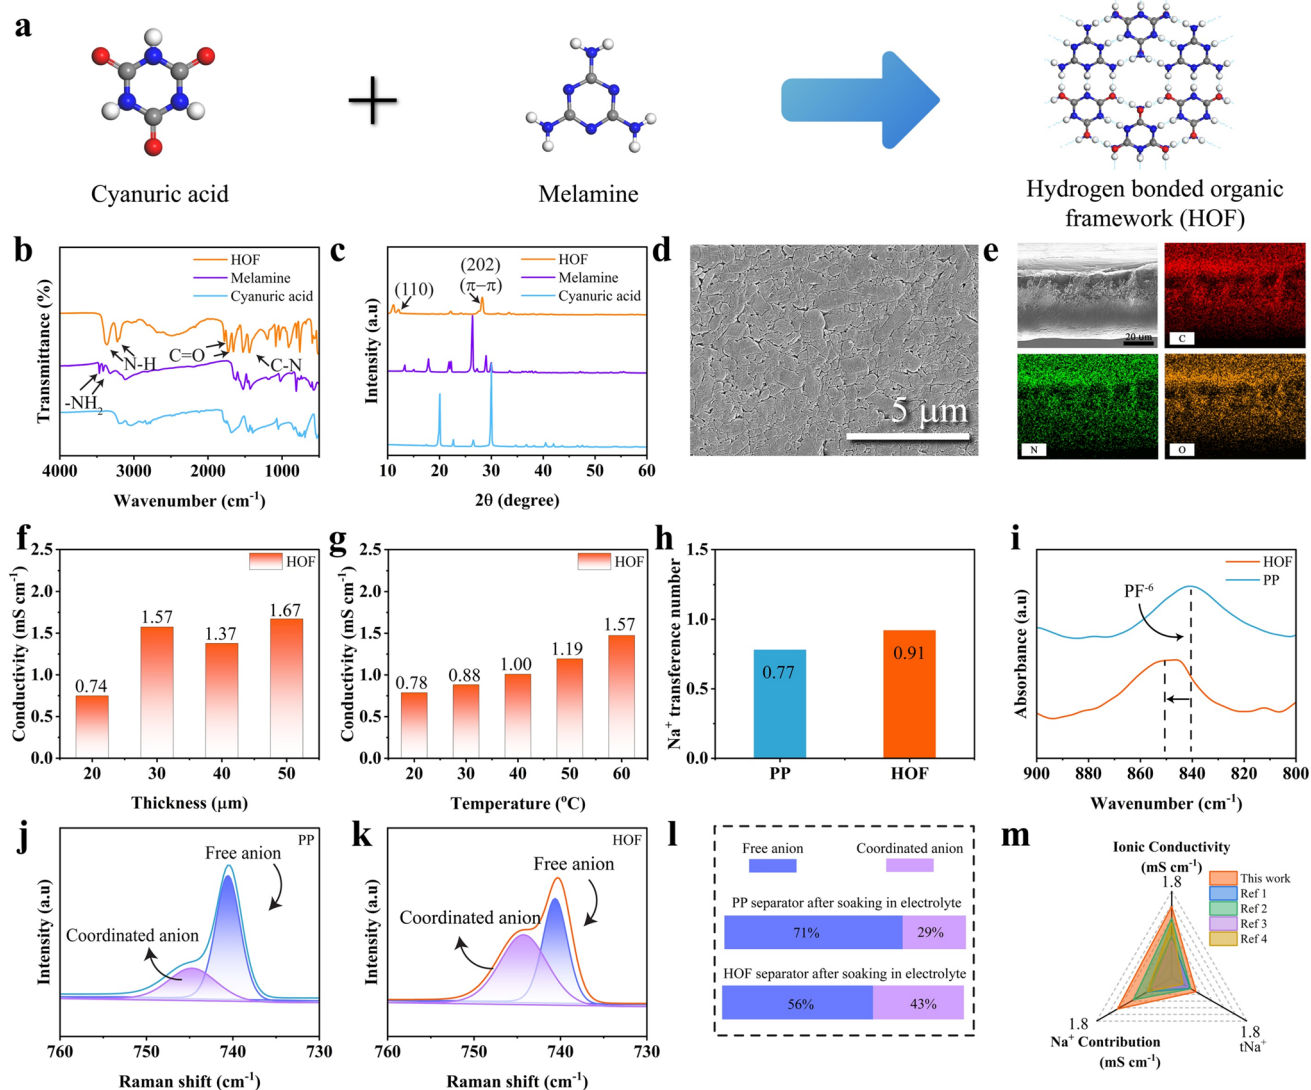 a
Cyanuric acid
Melamine
Hydrogen bonded organic
framework (HOF)
b
HOF
Melamine
Cyanuric acid
N-H
C=O
C-N
-NH2
Transmittance (%)
4000 3000 2000 1000
Wavenumber (cm-1)
c
HOF
Melamine
Cyanuric acid
(202)
(π–π)
(110)
Intensity (a.u)
10 20 30 40 50 60
2θ (degree)
d
5 μm
e
20 um
C
N
O
f
HOF
Conductivity (mS cm-1)
2.5
2.0
1.5
1.0
0.5
0.0
0.74
1.57
1.37
1.67
20 30 40 50
Thickness (μm)
g
HOF
Conductivity (mS cm-1)
2.5
2.0
1.5
1.0
0.5
0.0
0.78
0.88
1.00
1.19
1.57
20 30 40 50 60
Temperature (oC)
h
Na+ transference number
1.5
1.0
0.5
0.0
0.77
0.91
PP HOF
i
HOF
PP
PF-6
Absorbance (a.u)
900 880 860 840 820 800
Wavenumber (cm-1)
j
PP
Free anion
Coordinated anion
Intensity (a.u)
760 750 740 730
Raman shift (cm-1)
k
HOF
Free anion
Coordinated anion
Intensity (a.u)
760 750 740 730
Raman shift (cm-1)
l
Free anion Coordinated anion
PP separator after soaking in electrolyte
71% 29%
HOF separator after soaking in electrolyte
56% 43%
m
Ionic Conductivity
(mS cm-1)
1.8
This work
Ref 1
Ref 2
Ref 3
Ref 4
1.8
Na+ Contribution
(mS cm-1)
1.8
tNa+